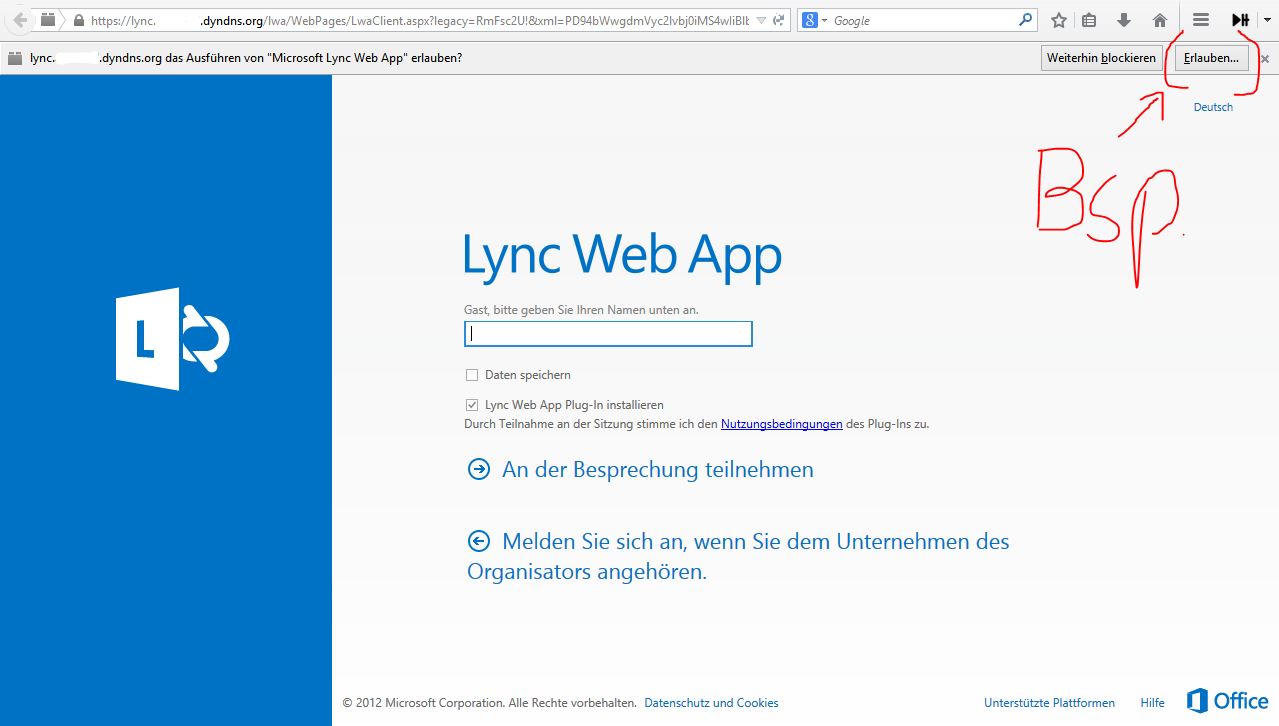 https://lync. .dyndns.org/lwa/WebPages/LwaClient.aspx?legacy=RmFsc2U!&xml=PD94bWwgdmVyc2lvbj0iMS4wIiBlb
Google
lync. .dyndns.org das Ausführen von "Microsoft Lync Web App" erlauben?
Weiterhin blockieren
Erlauben...
Deutsch
Bsp.
Lync Web App
Gast, bitte geben Sie Ihren Namen unten an.
L
Daten speichern
Lync Web App Plug-In installieren
Durch Teilnahme an der Sitzung stimme ich den Nutzungsbedingungen des Plug-Ins zu.
An der Besprechung teilnehmen
Melden Sie sich an, wenn Sie dem Unternehmen des
Organisators angehören.
© 2012 Microsoft Corporation. Alle Rechte vorbehalten. Datenschutz und Cookies
Unterstützte Plattformen
Hilfe
Office